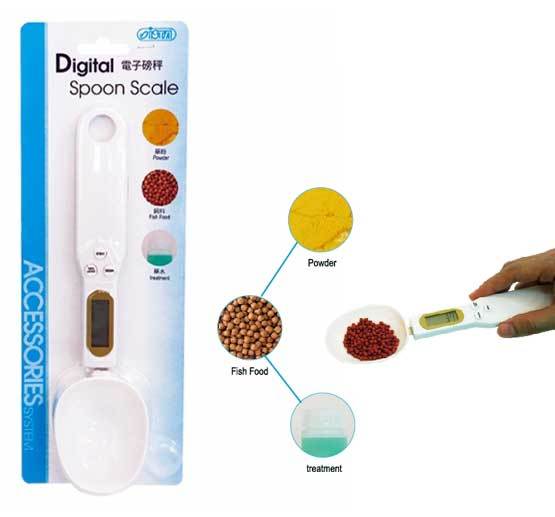 ista
Digital 電子磅秤
Spoon Scale
藥粉
Powder
飼料
Fish Food
藥水
treatment
ACCESSORIES
SYSTEM
Powder
Fish Food
treatment